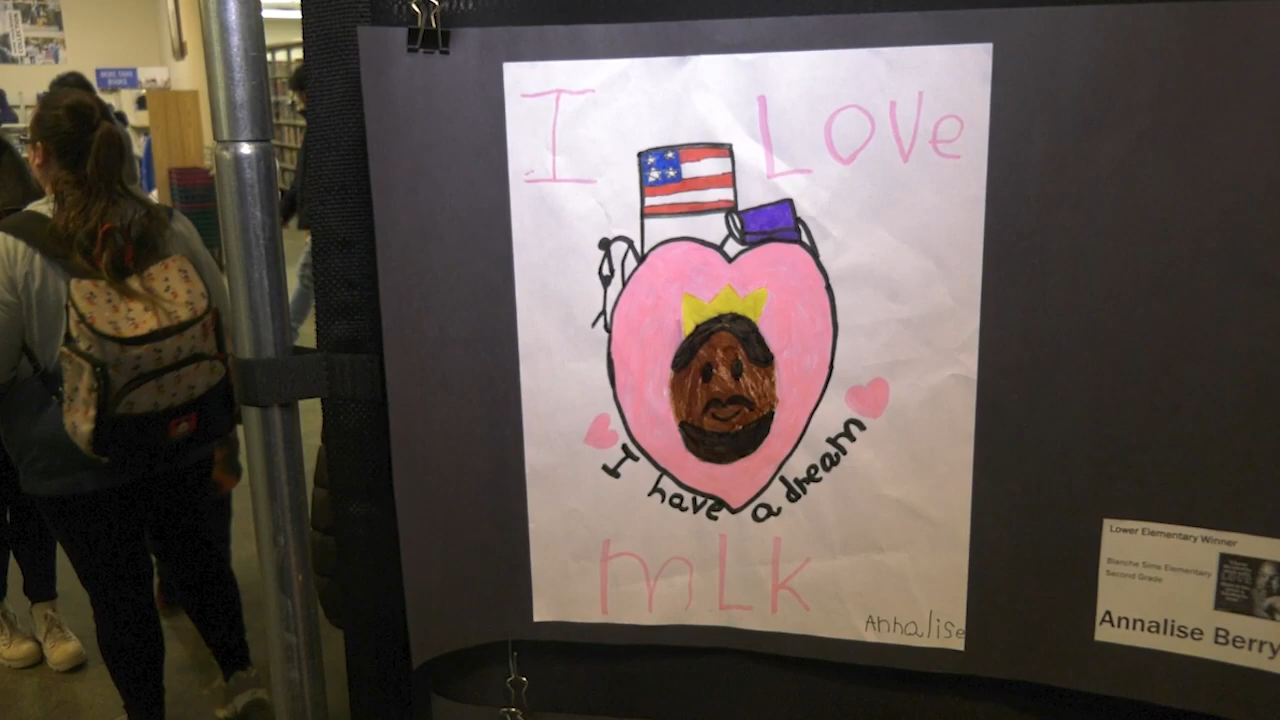 I LOVe
I have a dream
mLk
Annalise
Lower Elementary Winner
Blanche Sims Elementary
Second Grade
Annalise Berry